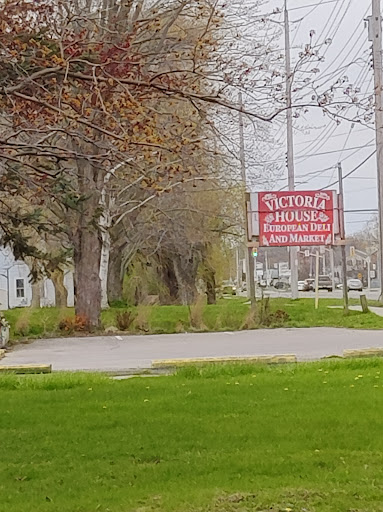 VICTORIA
HOUSE
EUROPEAN DELI
AND MARKET